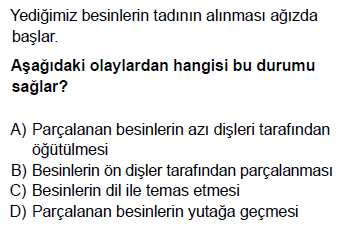 Yediğimiz besinlerin tadının alınması ağızda
başlar.
Aşağıdaki olaylardan hangisi bu durumu
sağlar?
A) Parçalanan besinlerin azı dişleri tarafından
öğütülmesi
B) Besinlerin ön dişler tarafından parçalanması
C) Besinlerin dil ile temas etmesi
D) Parçalanan besinlerin yutağa geçmesi